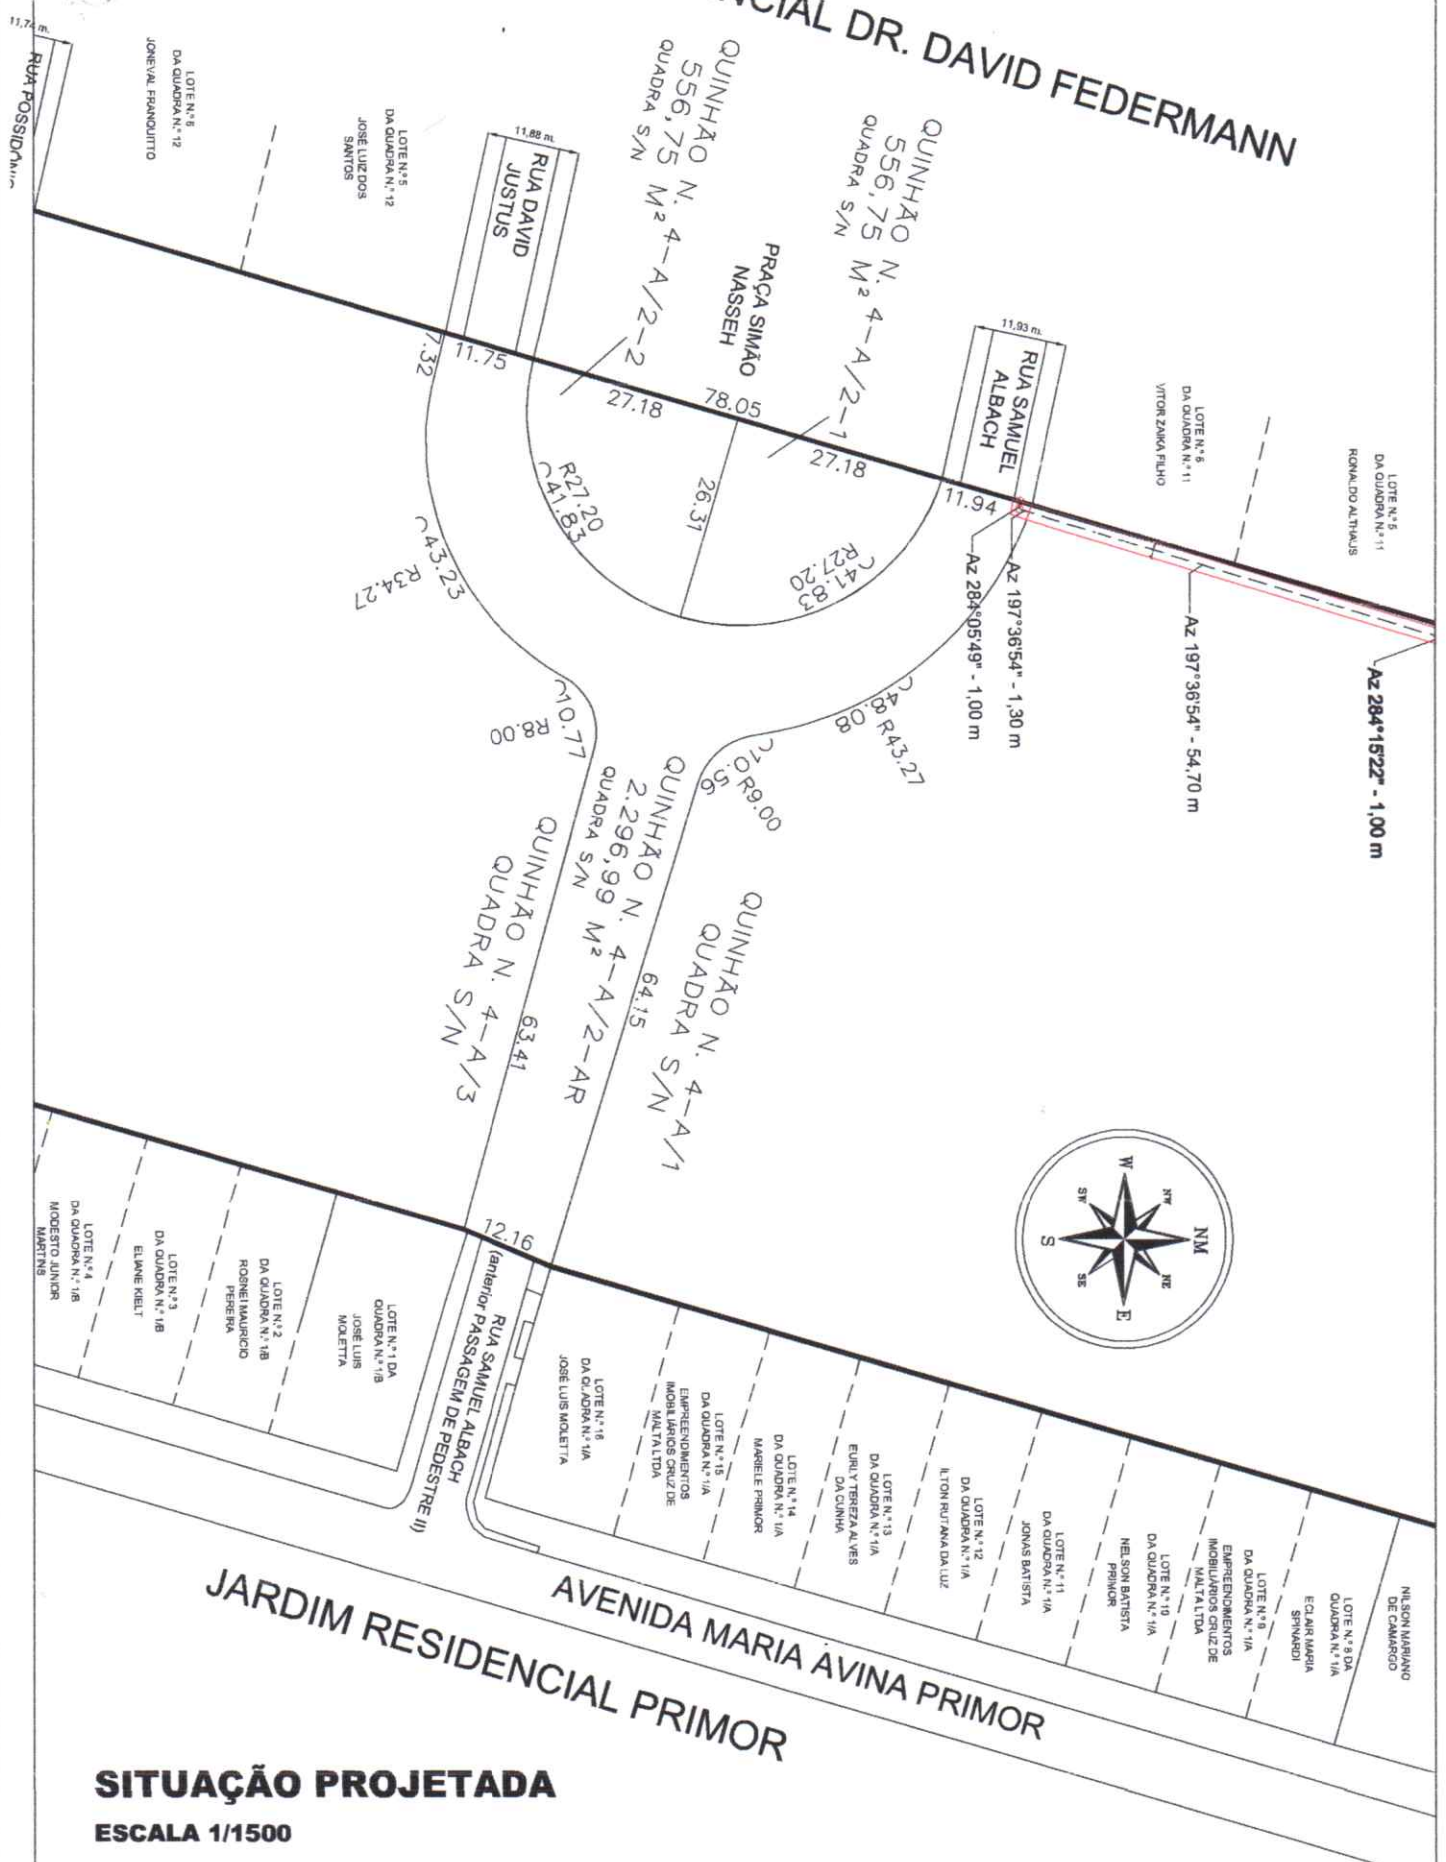 NCIAL DR. DAVID FEDERMANN
11,74 m.
RUA POSSIDÔNIO
LOTE N.º 6
DA QUADRA N.º 12
JONEVAL FRANQUITTO
LOTE N.º 5
DA QUADRA N.º 12
JOSÉ LUIZ DOS
SANTOS
11,88 m.
RUA DAVID
JUSTUS
QUINHÃO N. 4-A/2-2
556,75 M²
QUADRA S/N
PRAÇA SIMÃO
NASSEH
QUINHÃO N. 4-A/2-1
556,75 M²
QUADRA S/N
11,93 m.
RUA SAMUEL
ALBACH
LOTE N.º 6
DA QUADRA N.º 11
VITOR ZAIKA FILHO
LOTE N.º 5
DA QUADRA N.º 11
RONALDO ALTHAUS
7.32
11.75
27.18
78.05
27.18
11.94
26.31
R27.20
41.83
41.83
R27.20
43.23
R34.27
10.77
R8.00
48.08
R43.27
10.56
R9.00
Az 284°05'49" - 1,00 m
Az 197°36'54" - 1,30 m
Az 197°36'54" - 54,70 m
Az 284°15'22" - 1,00 m
QUINHÃO N. 4-A/2-AR
2.296,99 M²
QUADRA S/N
QUINHÃO N. 4-A/3
QUADRA S/N
QUINHÃO N. 4-A/1
QUADRA S/N
64.15
63.41
12.16
NM
NE
E
SE
S
SW
W
NW
LOTE N.º 4
DA QUADRA N.º 1/B
MODESTO JUNIOR
MARTINS
LOTE N.º 3
DA QUADRA N.º 1/B
ELIANE KIELT
LOTE N.º 2
DA QUADRA N.º 1/B
ROSNEI MAURÍCIO
PEREIRA
LOTE N.º 1 DA
QUADRA N.º 1/B
JOSÉ LUIS
MOLETTA
RUA SAMUEL ALBACH
(anterior PASSAGEM DE PEDESTRE II)
LOTE N.º 16
DA QUADRA N.º 1/A
JOSÉ LUIS MOLETTA
LOTE N.º 15
DA QUADRA N.º 1/A
EMPREENDIMENTOS
IMOBILIÁRIOS CRUZ DE
MALTA LTDA
LOTE N.º 14
DA QUADRA N.º 1/A
MARIELE PRIMOR
LOTE N.º 13
DA QUADRA N.º 1/A
EURLY TEREZA ALVES
DA CUNHA
LOTE N.º 12
DA QUADRA N.º 1/A
ILTON RUTANA DA LUZ
LOTE N.º 11
DA QUADRA N.º 1/A
JONAS BATISTA
LOTE N.º 10
DA QUADRA N.º 1/A
NELSON BATISTA
PRIMOR
LOTE N.º 9
DA QUADRA N.º 1/A
EMPREENDIMENTOS
IMOBILIÁRIOS CRUZ DE
MALTA LTDA
LOTE N.º 8 DA
QUADRA N.º 1/A
ECLAIR MARIA
SPINARDI
NILSON MARIANO
DE CAMARGO
AVENIDA MARIA ÁVINA PRIMOR
JARDIM RESIDENCIAL PRIMOR
SITUAÇÃO PROJETADA
ESCALA 1/1500